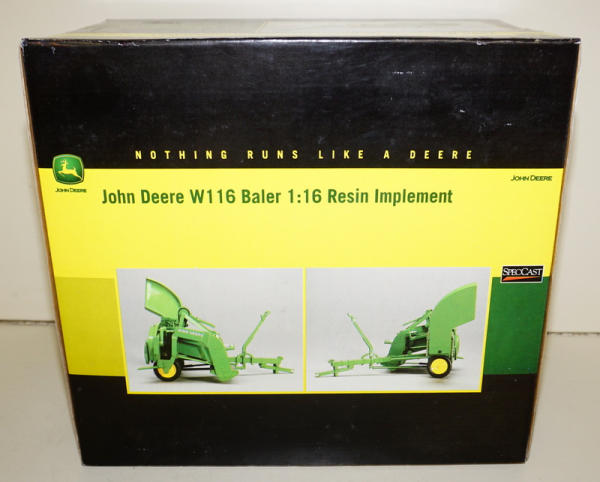 NOTHING RUNS LIKE A DEERE
JOHN DEERE
JOHN DEERE
John Deere W116 Baler 1:16 Resin Implement
SPECCAST